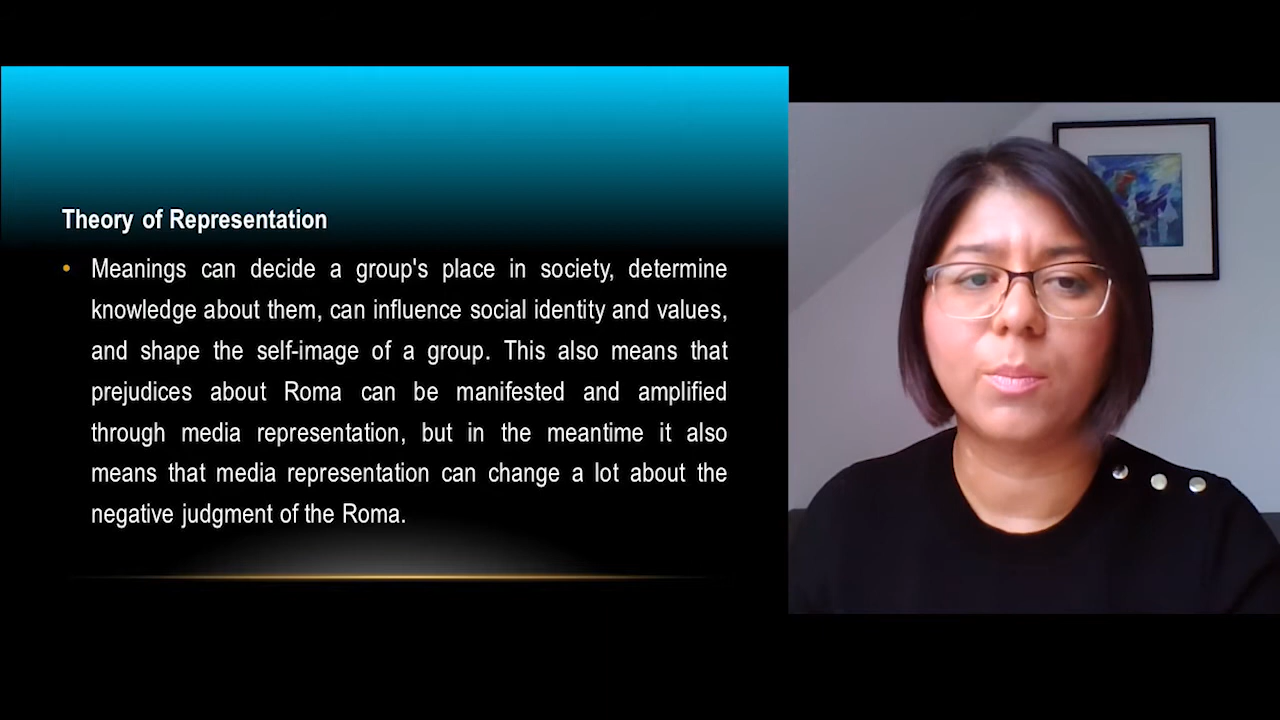 Theory of Representation
• Meanings can decide a group's place in society, determine
knowledge about them, can influence social identity and values,
and shape the self-image of a group. This also means that
prejudices about Roma can be manifested and amplified
through media representation, but in the meantime it also
means that media representation can change a lot about the
negative judgment of the Roma.